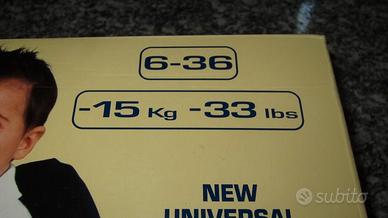 6-36
-15 Kg -33 lbs
NEW
UNIVERSAL
subito